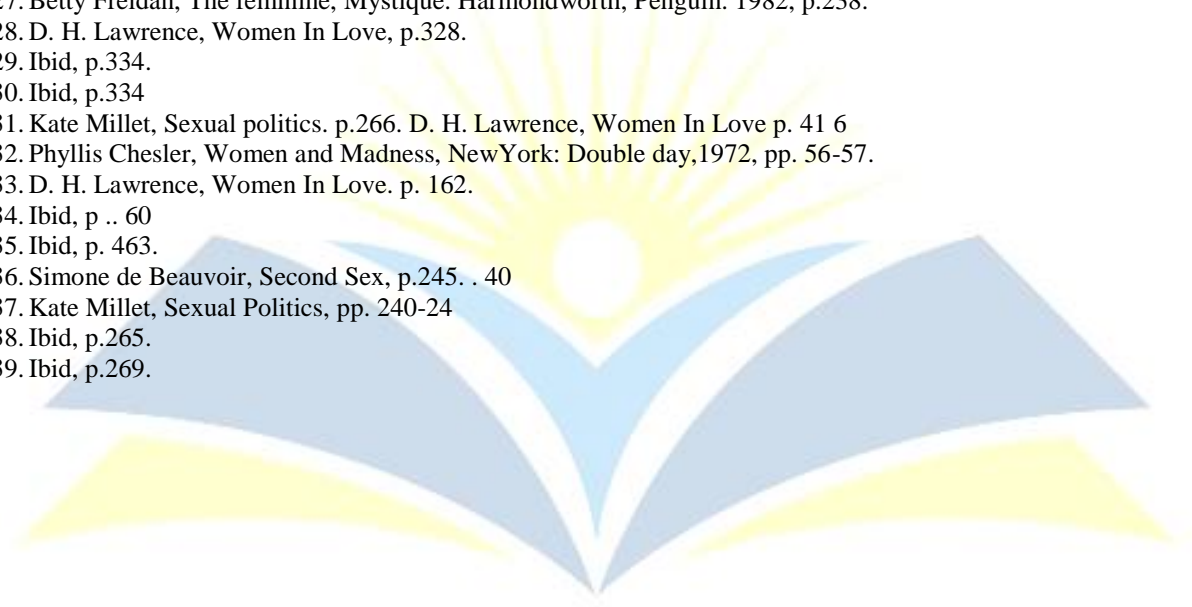 27. Betty Freidan, The feminine, Mystique. Harmondworth, Penguin. 1982, p.238.
28. D. H. Lawrence, Women In Love, p.328.
29. Ibid, p.334.
30. Ibid, p.334
31. Kate Millet, Sexual politics. p.266. D. H. Lawrence, Women In Love p. 41 6
32. Phyllis Chesler, Women and Madness, NewYork: Double day,1972, pp. 56-57.
33. D. H. Lawrence, Women In Love. p. 162.
34. Ibid, p .. 60
35. Ibid, p. 463.
36. Simone de Beauvoir, Second Sex, p.245. . 40
37. Kate Millet, Sexual Politics, pp. 240-24
38. Ibid, p.265.
39. Ibid, p.269.